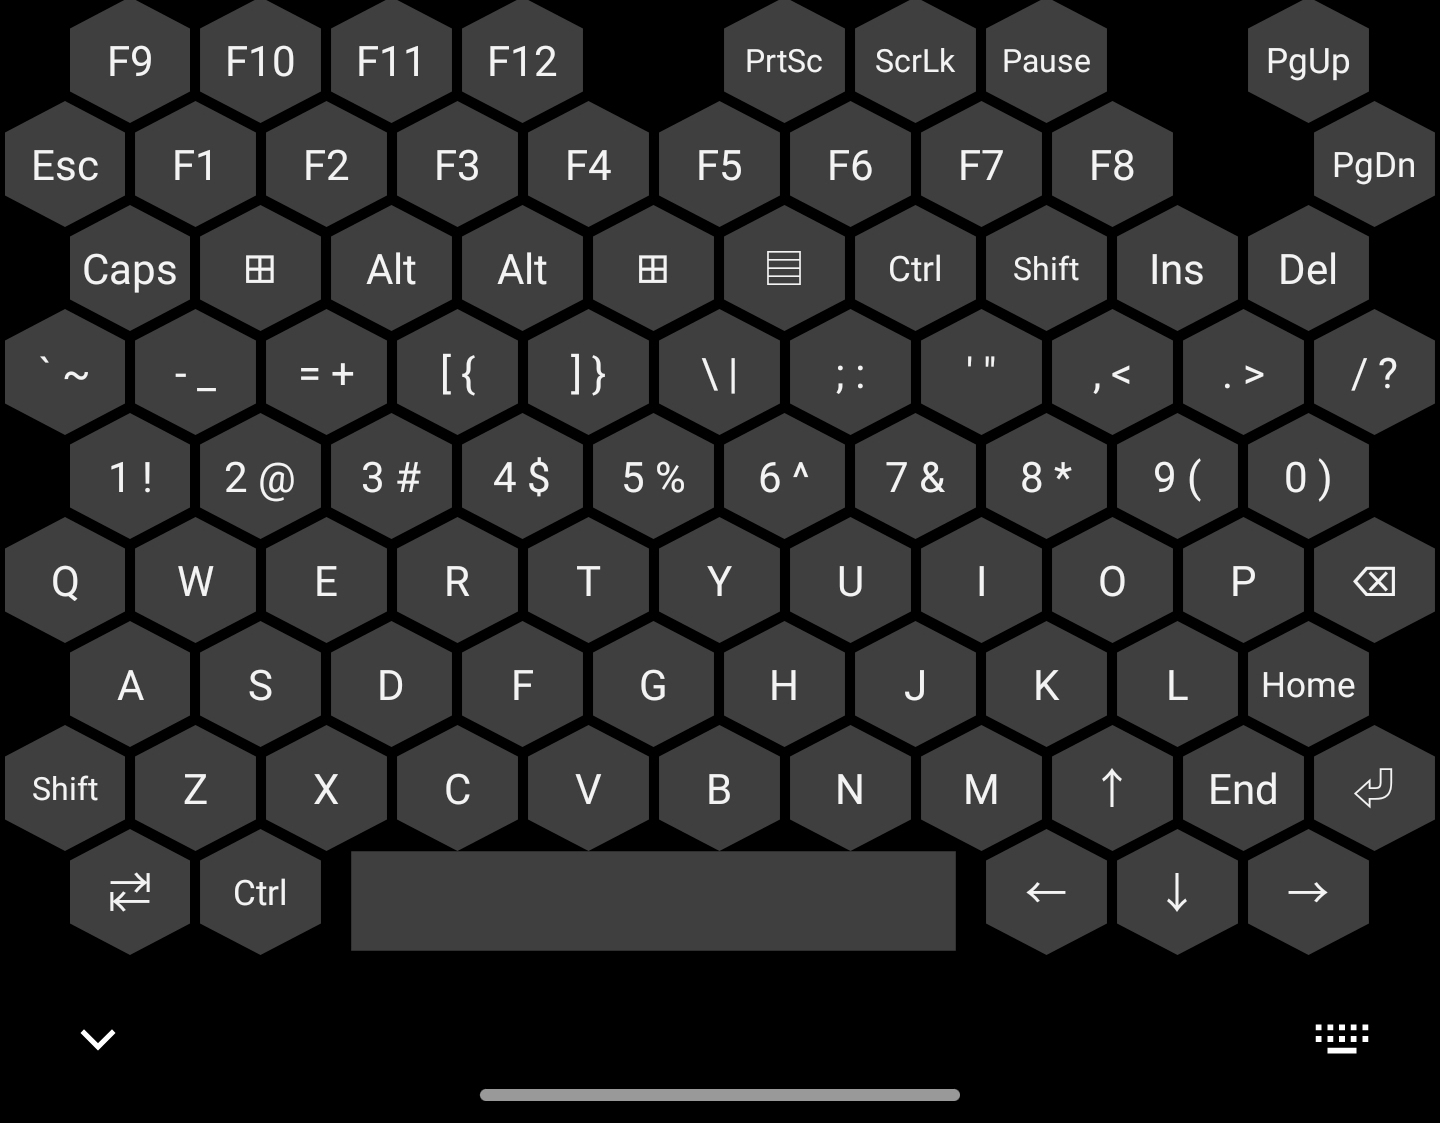 F9 F10 F11 F12 PrtSc ScrLk Pause PgUp
Esc F1 F2 F3 F4 F5 F6 F7 F8 PgDn
Caps ⊞ Alt Alt ⊞ ▤ Ctrl Shift Ins Del
` ~ - _ = + [ { ] } \ | ; : ' " , < . > / ?
1 ! 2 @ 3 # 4 $ 5 % 6 ^ 7 & 8 * 9 ( 0 )
Q W E R T Y U I O P ⌫
A S D F G H J K L Home
Shift Z X C V B N M ↑ End ⏎
⇄ Ctrl ← ↓ →